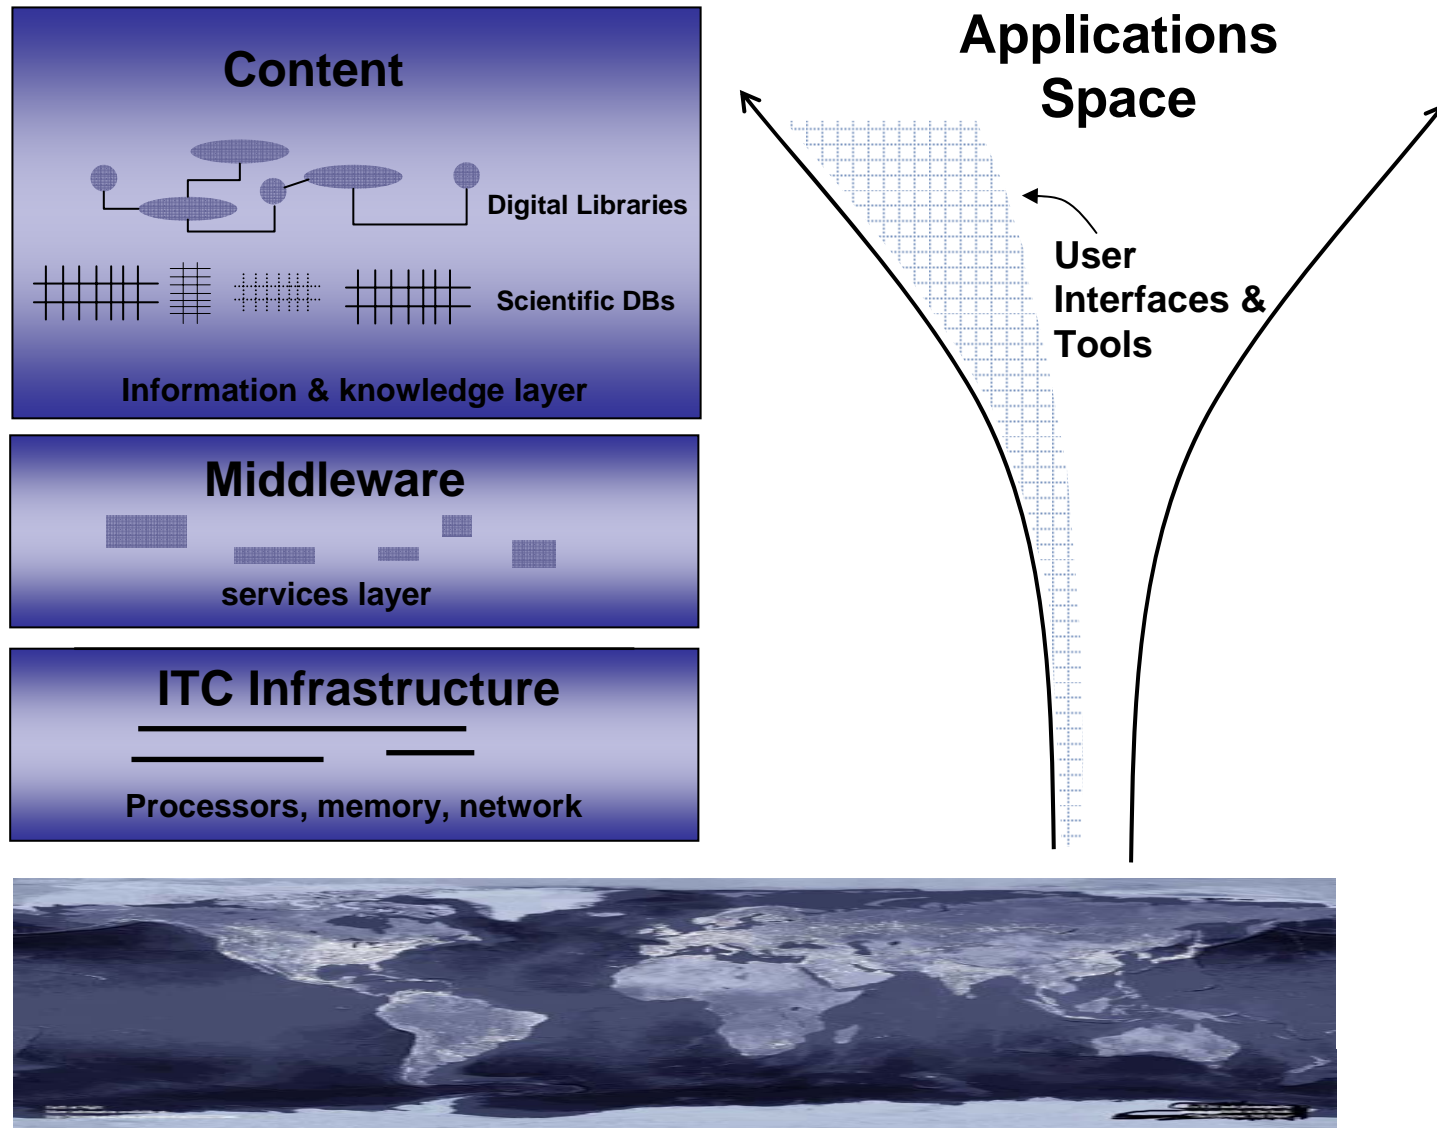 Content
Digital Libraries
Scientific DBs
Information & knowledge layer
Middleware
services layer
ITC Infrastructure
Processors, memory, network
Applications
Space
User
Interfaces &
Tools